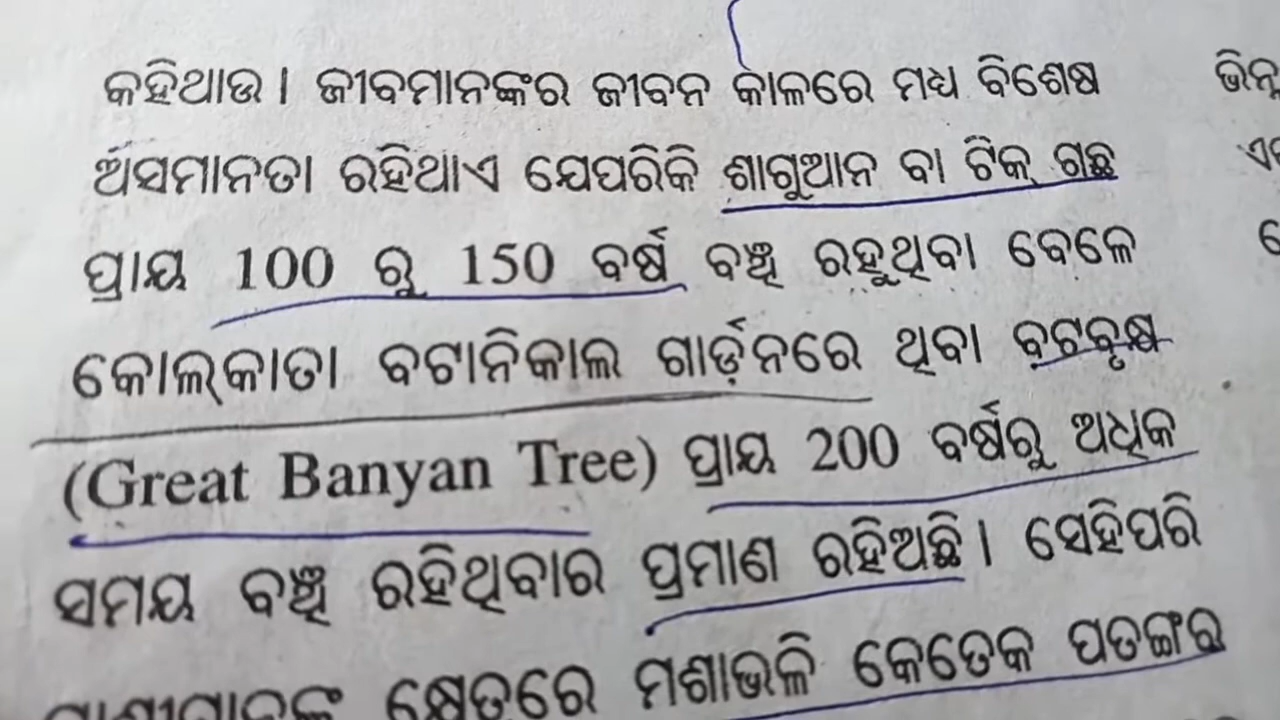 କହିଥାଉ । ଜୀବମାନଙ୍କର ଜୀବନ କାଳରେ ମଧ୍ୟ ବିଶେଷ
ଅସମାନତା ରହିଥାଏ ଯେପରିକି ଶାଗୁଆନ ବା ଟିକ୍ ଗଛ
ପ୍ରାୟ 100 ରୁ 150 ବର୍ଷ ବଞ୍ଚି ରହୁଥିବା ବେଳେ
କୋଲ୍‌କାତା ବଟାନିକାଲ ଗାର୍ଡ଼ନରେ ଥିବା ବଟବୃକ୍ଷ
(Great Banyan Tree) ପ୍ରାୟ 200 ବର୍ଷରୁ ଅଧିକ
ସମୟ ବଞ୍ଚି ରହିଥିବାର ପ୍ରମାଣ ରହିଅଛି । ସେହିପରି
କ୍ଷେତ୍ରରେ ମଶାଭଳି କେତେକ ପତଙ୍ଗର